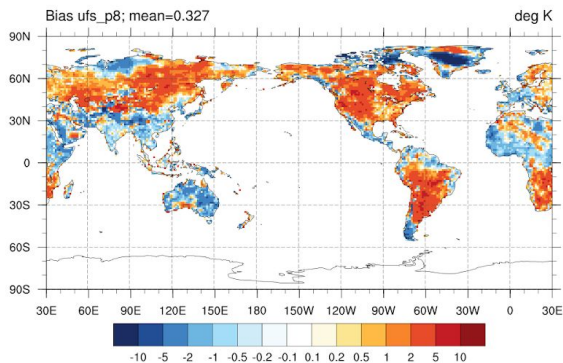 Bias ufs_p8; mean=0.327 deg K
90N
60N
30N
0
30S
60S
90S
30E 60E 90E 120E 150E 180 150W 120W 90W 60W 30W 0 30E
-10 -5 -2 -1 -0.5 -0.2 -0.1 0.1 0.2 0.5 1 2 5 10